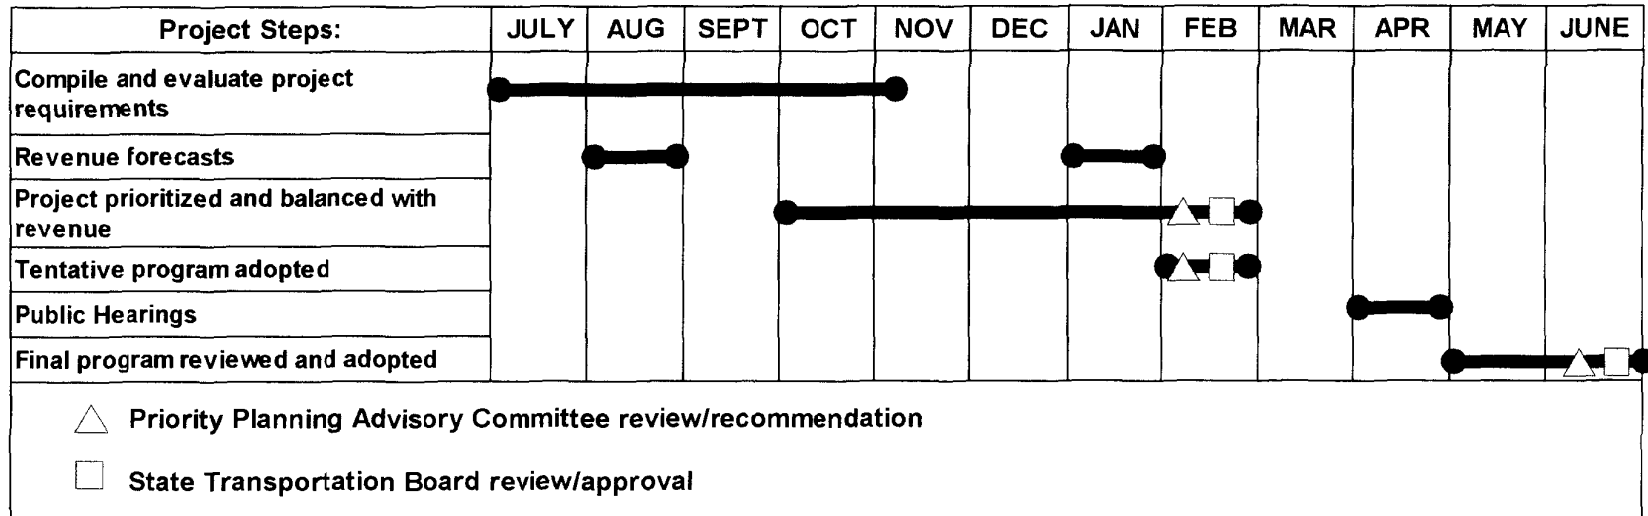 Project Steps: JULY AUG SEPT OCT NOV DEC JAN FEB MAR APR MAY JUNE
Compile and evaluate project
requirements
Revenue forecasts
Project prioritized and balanced with
revenue
Tentative program adopted
Public Hearings
Final program reviewed and adopted
Priority Planning Advisory Committee review/recommendation
State Transportation Board review/approval